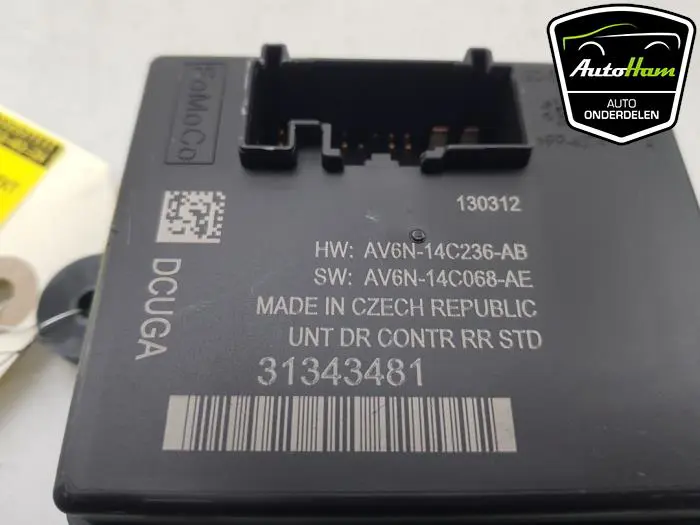 AutoHam
AUTO
ONDERDELEN
FoMoCo
130312
HW: AV6N-14C236-AB
SW: AV6N-14C068-AE
MADE IN CZECH REPUBLIC
UNT DR CONTR RR STD
31343481
DCUGA